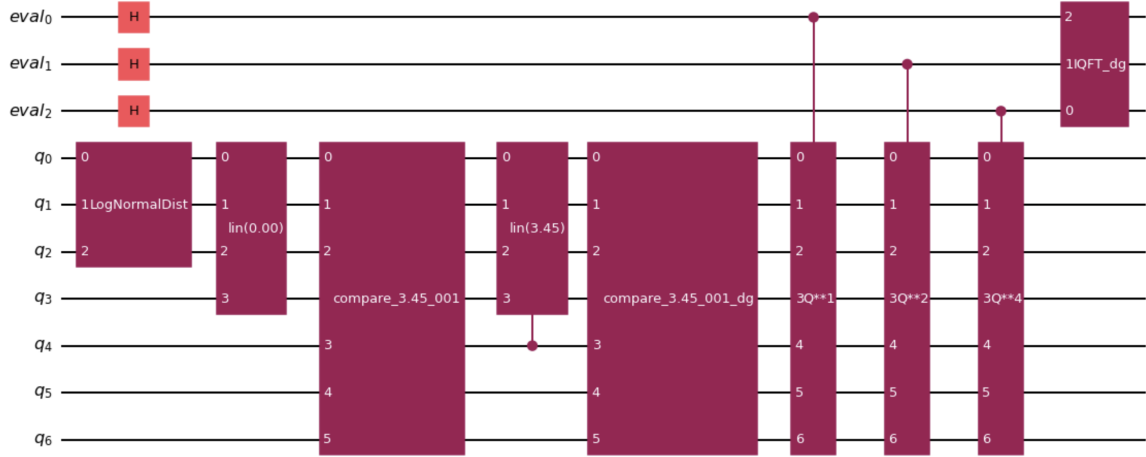 eval₀ H 2
eval₁ H 1IQFT_dg
eval₂ H 0
q₀ 0 0 0 0 0 0 0 0
q₁ 1LogNormalDist 1 1 1 1 1 1 1
lin(0.00) lin(3.45)
q₂ 2 2 2 2 2 2 2 2
q₃ 3 compare_3.45_001 3 compare_3.45_001_dg 3Q**1 3Q**2 3Q**4
q₄ 3 3 4 4 4
q₅ 4 4 5 5 5
q₆ 5 5 6 6 6